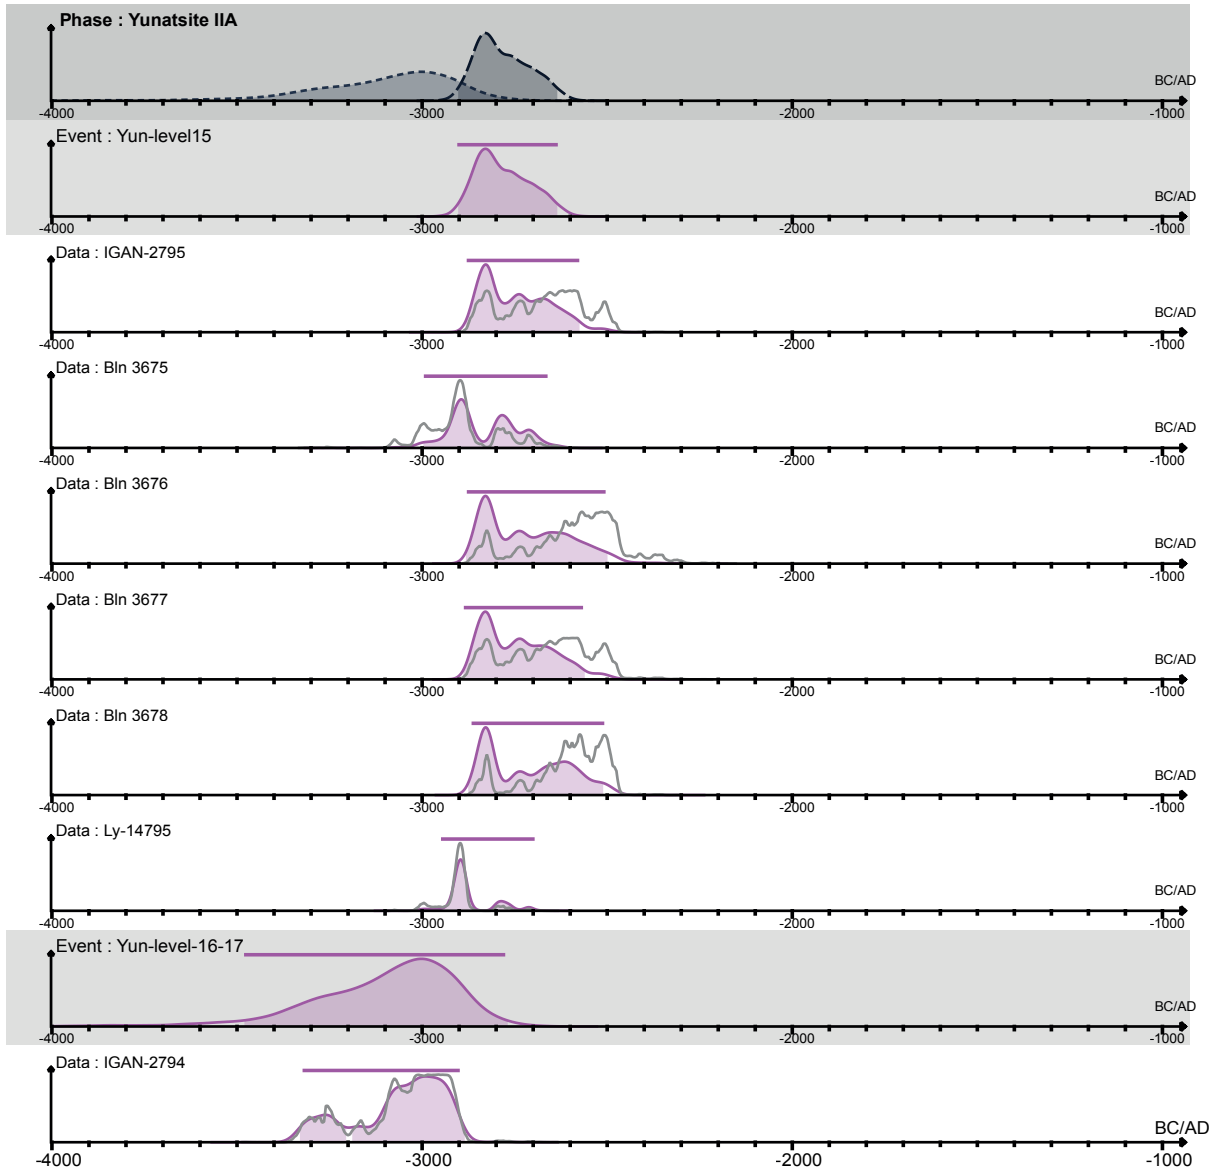 Phase : Yunatsite IIA
BC/AD
-4000 -3000 -2000 -1000
Event : Yun-level15
BC/AD
-4000 -3000 -2000 -1000
Data : IGAN-2795
BC/AD
-4000 -3000 -2000 -1000
Data : Bln 3675
BC/AD
-4000 -3000 -2000 -1000
Data : Bln 3676
BC/AD
-4000 -3000 -2000 -1000
Data : Bln 3677
BC/AD
-4000 -3000 -2000 -1000
Data : Bln 3678
BC/AD
-4000 -3000 -2000 -1000
Data : Ly-14795
BC/AD
-4000 -3000 -2000 -1000
Event : Yun-level-16-17
BC/AD
-4000 -3000 -2000 -1000
Data : IGAN-2794
BC/AD
-4000 -3000 -2000 -1000